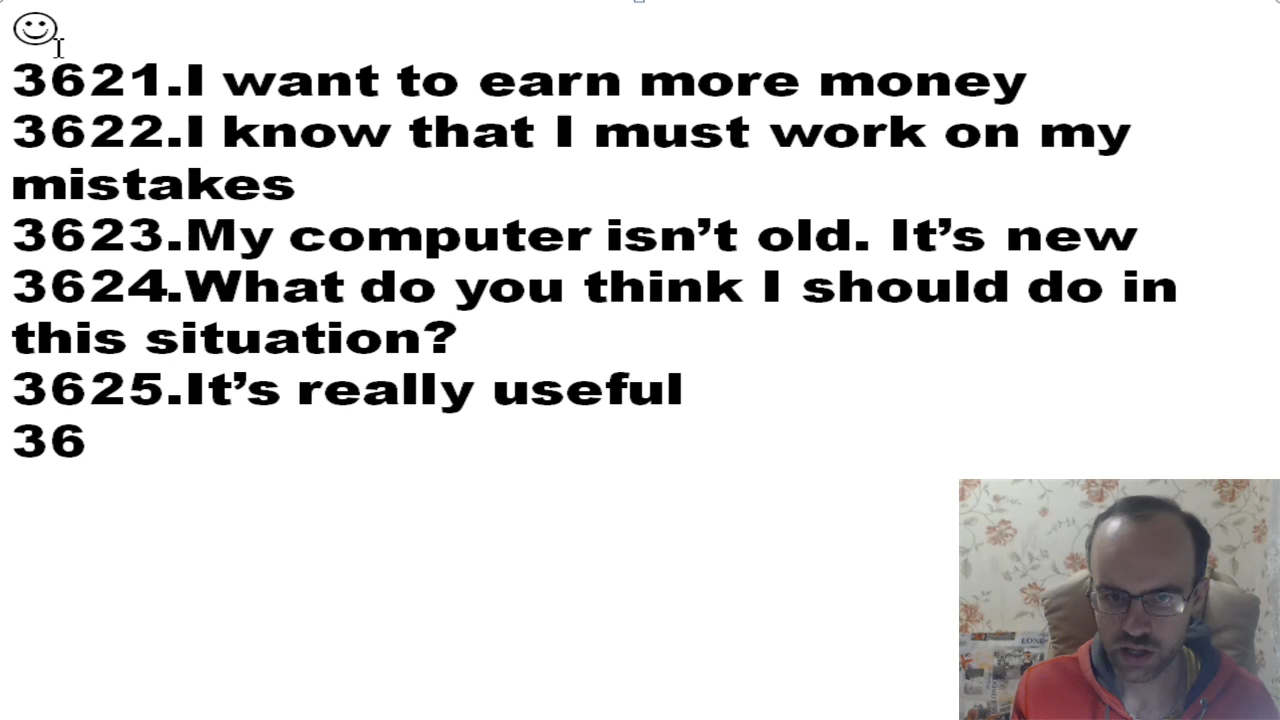 3621.I want to earn more money
3622.I know that I must work on my
mistakes
3623.My computer isn’t old. It’s new
3624.What do you think I should do in
this situation?
3625.It’s really useful
36